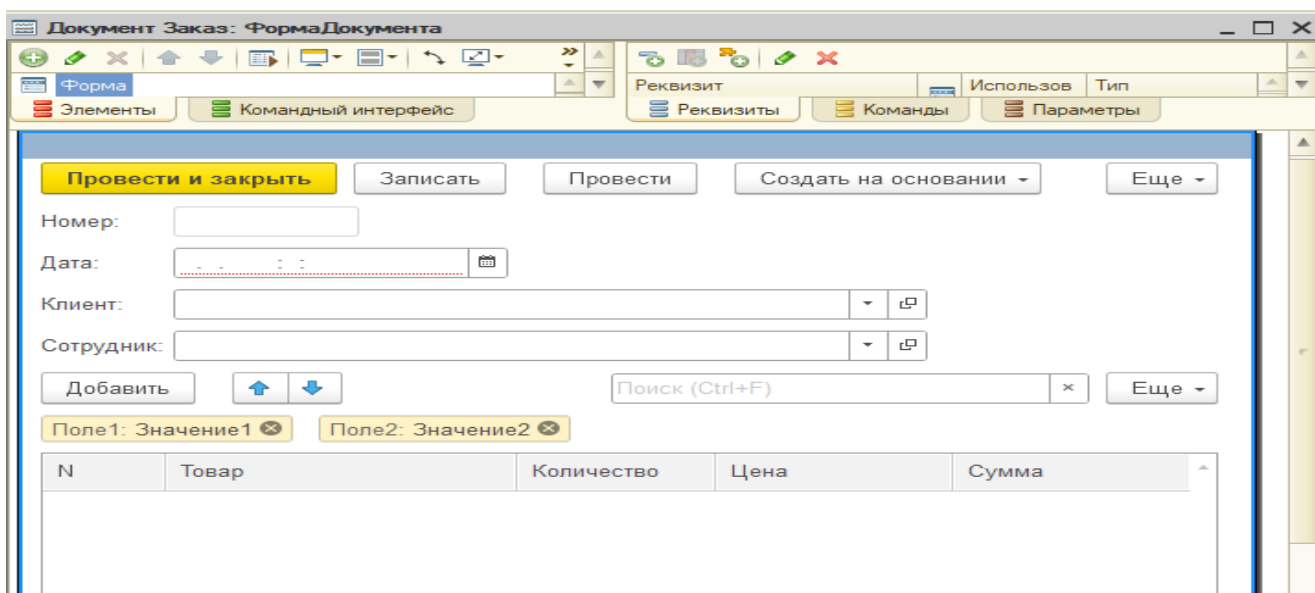 Документ Заказ: ФормаДокумента
Форма
Реквизит Использов Тип
Элементы Командный интерфейс Реквизиты Команды Параметры
Провести и закрыть Записать Провести Создать на основании Еще
Номер:
Дата: . . : :
Клиент:
Сотрудник:
Добавить Поиск (Ctrl+F) × Еще
Поле1: Значение1 Поле2: Значение2
N Товар Количество Цена Сумма